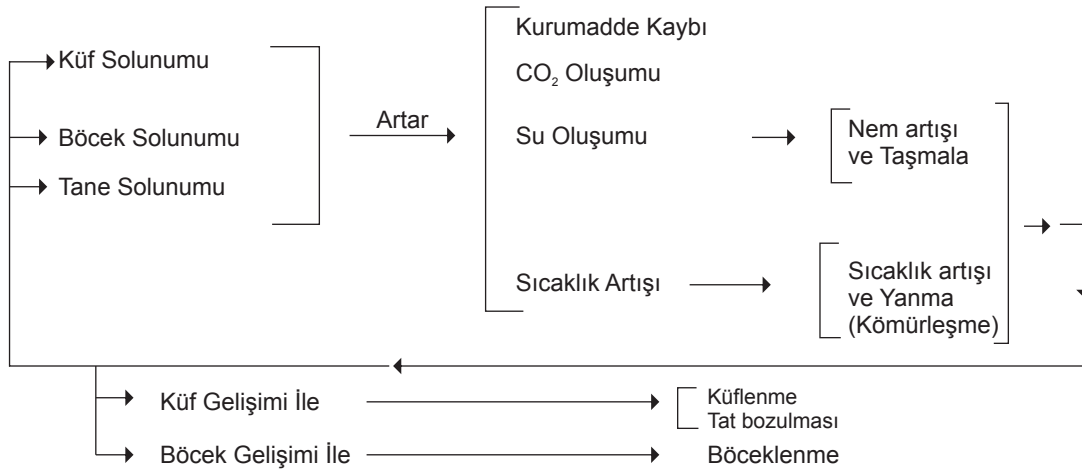 Küf Solunumu
Böcek Solunumu
Tane Solunumu
Artar
Kurumadde Kaybı
CO₂ Oluşumu
Su Oluşumu
Nem artışı
ve Taşmala
Sıcaklık Artışı
Sıcaklık artışı
ve Yanma
(Kömürleşme)
Küf Gelişimi İle
Küflenme
Tat bozulması
Böcek Gelişimi İle
Böceklenme